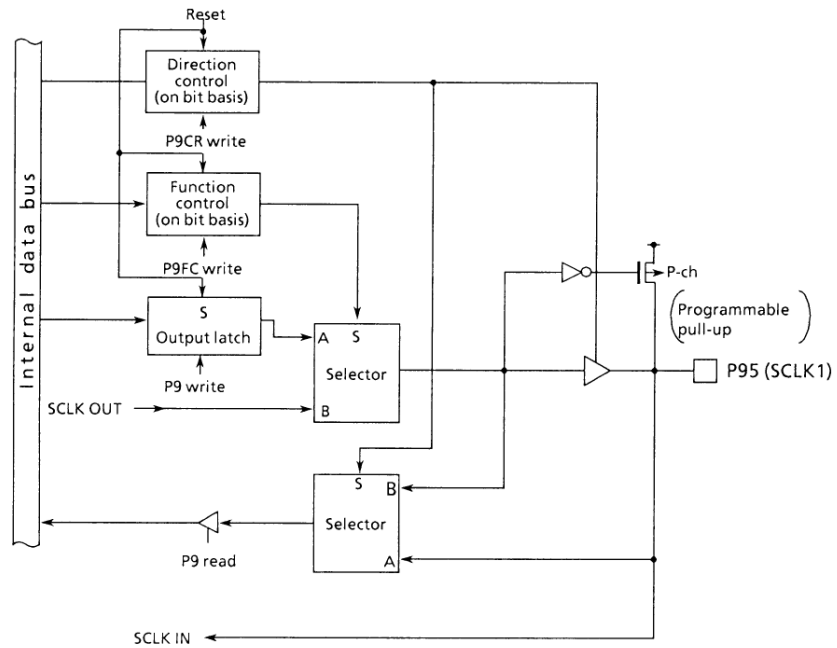 Reset
Internal data bus
Direction
control
(on bit basis)
P9CR write
Function
control
(on bit basis)
P9FC write
S
Output latch
P9 write
SCLK OUT
A
S
Selector
B
P-ch
(Programmable
pull-up)
P95 (SCLK1)
S
B
Selector
A
P9 read
SCLK IN